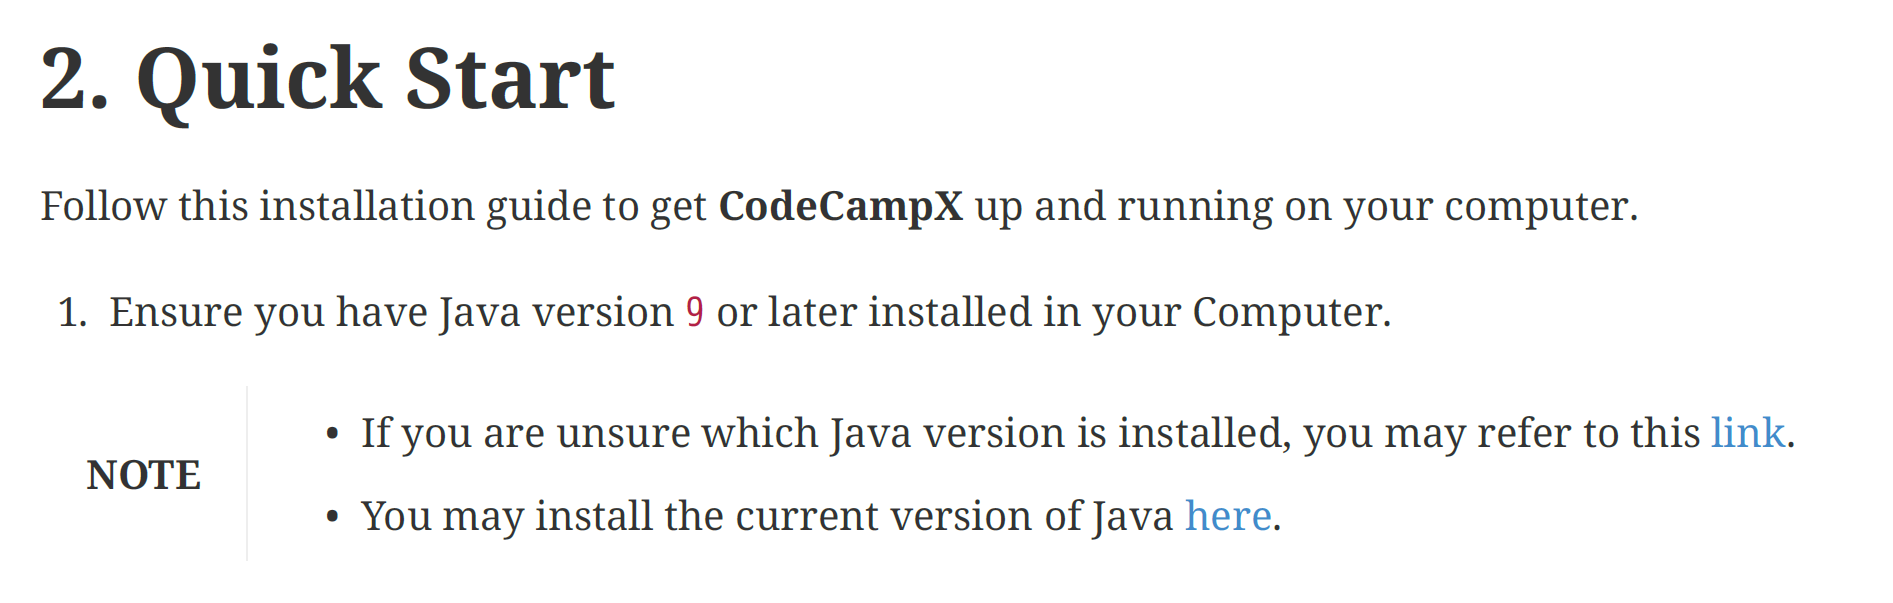 2. Quick Start
Follow this installation guide to get CodeCampX up and running on your computer.
1. Ensure you have Java version 9 or later installed in your Computer.
NOTE
• If you are unsure which Java version is installed, you may refer to this link.
• You may install the current version of Java here.